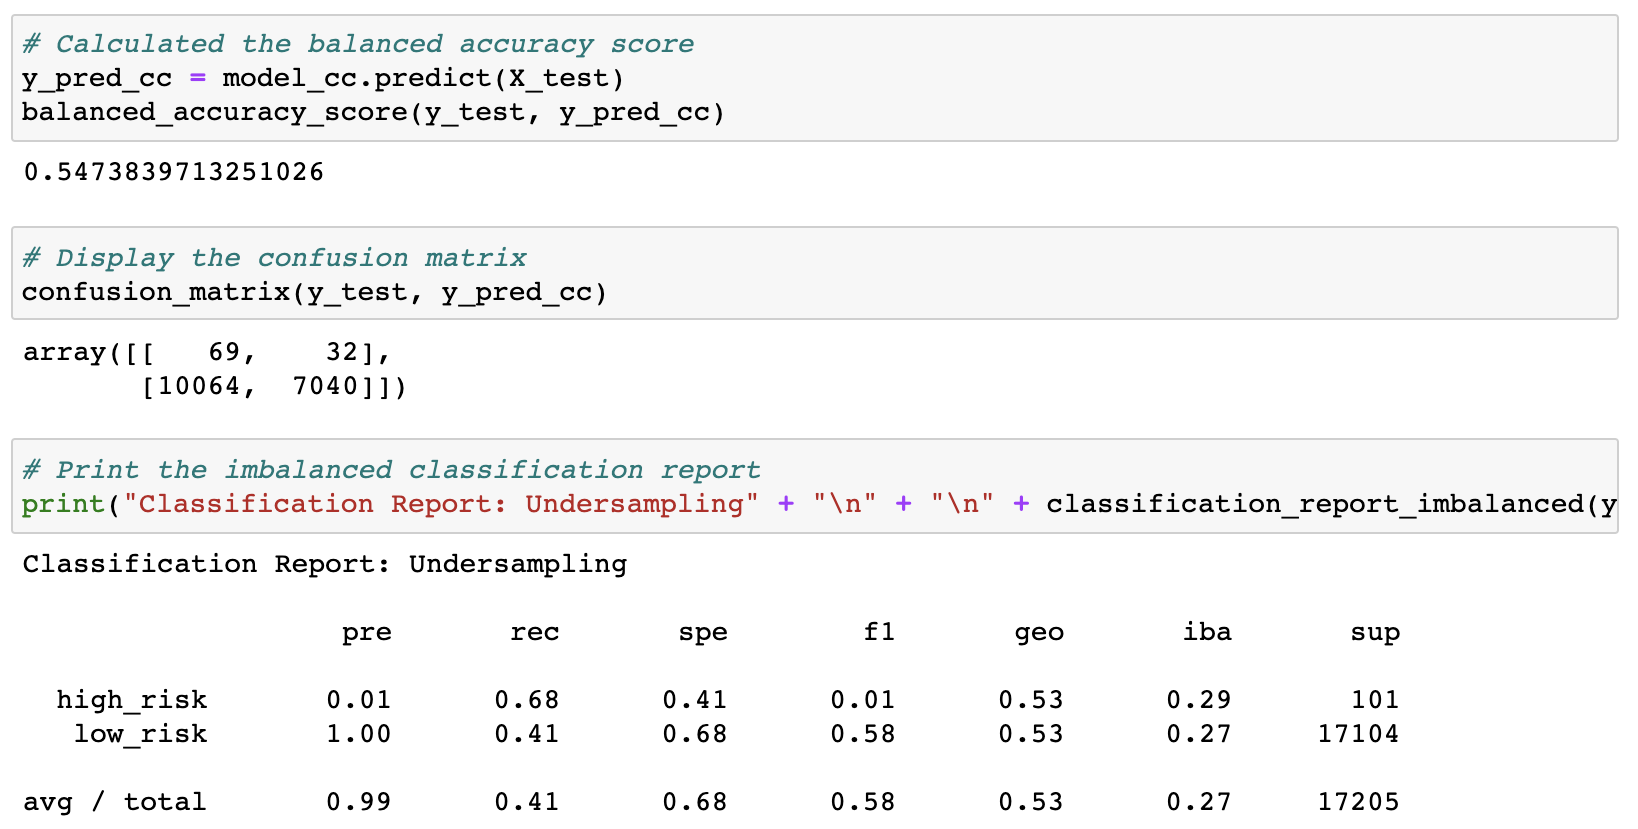 # Calculated the balanced accuracy score
y_pred_cc = model_cc.predict(X_test)
balanced_accuracy_score(y_test, y_pred_cc)
0.5473839713251026
# Display the confusion matrix
confusion_matrix(y_test, y_pred_cc)
array([[   69,    32],
       [10064,  7040]])
# Print the imbalanced classification report
print("Classification Report: Undersampling" + "\n" + "\n" + classification_report_imbalanced(y
Classification Report: Undersampling
                   pre       rec       spe        f1       geo       iba       sup
  high_risk       0.01      0.68      0.41      0.01      0.53      0.29       101
   low_risk       1.00      0.41      0.68      0.58      0.53      0.27     17104
avg / total       0.99      0.41      0.68      0.58      0.53      0.27     17205